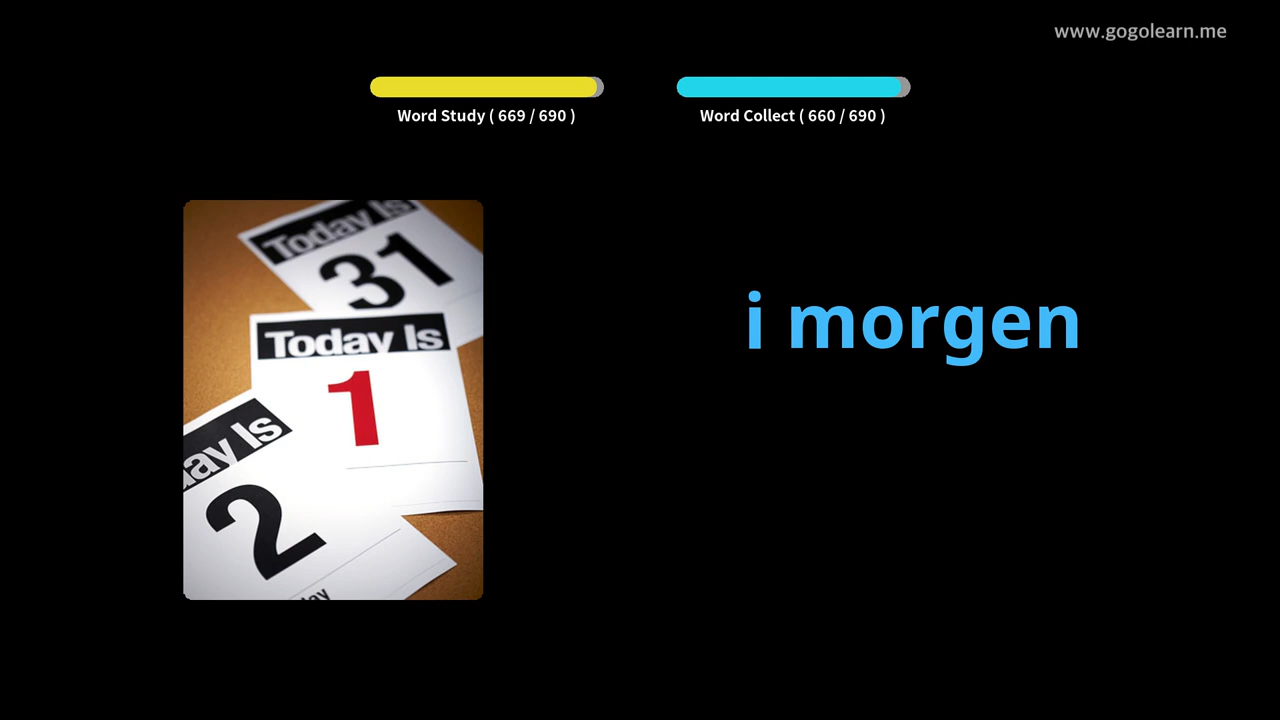 www.gogolearn.me
Word Study ( 669 / 690 )
Word Collect ( 660 / 690 )
Today Is
31
Today Is
1
ay Is
2
i morgen